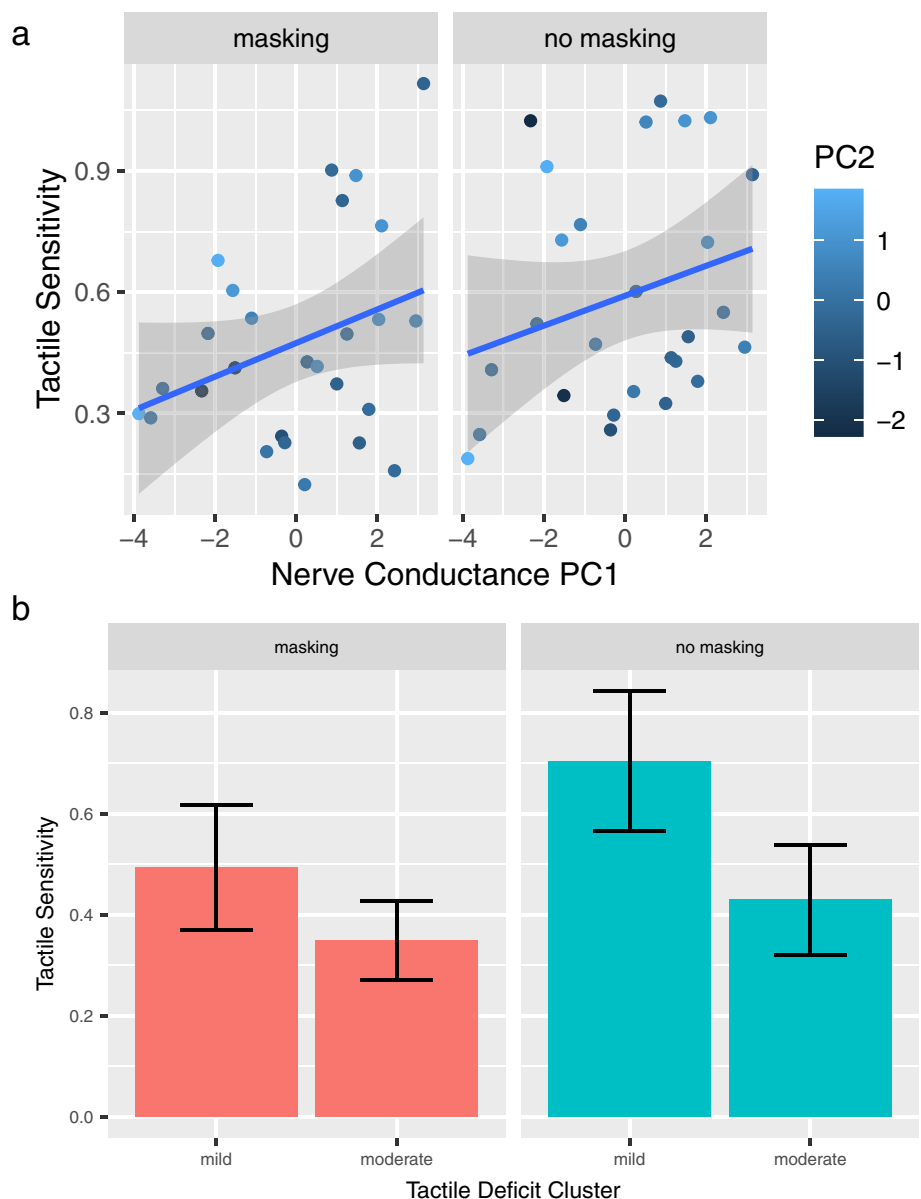 a
masking
no masking
Tactile Sensitivity
0.9
0.6
0.3
−4
−2
0
2
−4
−2
0
2
Nerve Conductance PC1
PC2
1
0
−1
−2
b
masking
no masking
Tactile Sensitivity
0.8
0.6
0.4
0.2
0.0
mild
moderate
mild
moderate
Tactile Deficit Cluster